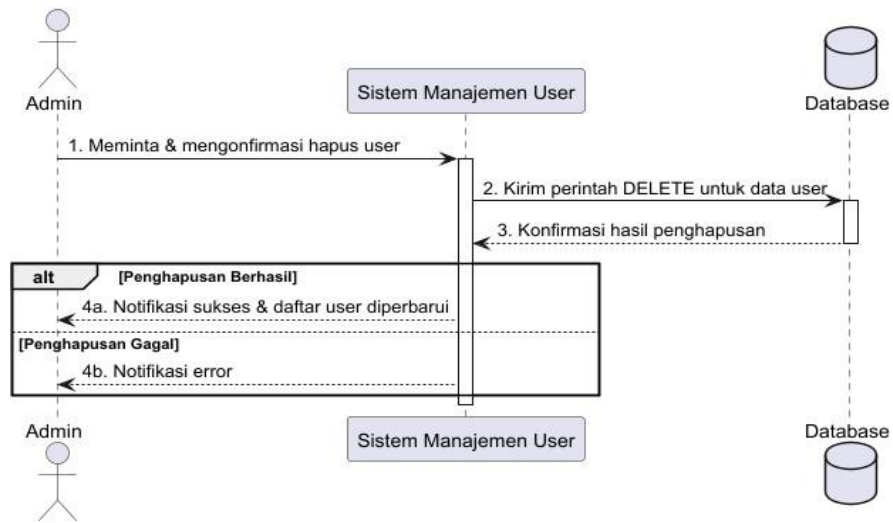 Admin
Sistem Manajemen User
Database
1. Meminta & mengonfirmasi hapus user
2. Kirim perintah DELETE untuk data user
3. Konfirmasi hasil penghapusan
alt [Penghapusan Berhasil]
4a. Notifikasi sukses & daftar user diperbarui
[Penghapusan Gagal]
4b. Notifikasi error
Admin
Sistem Manajemen User
Database